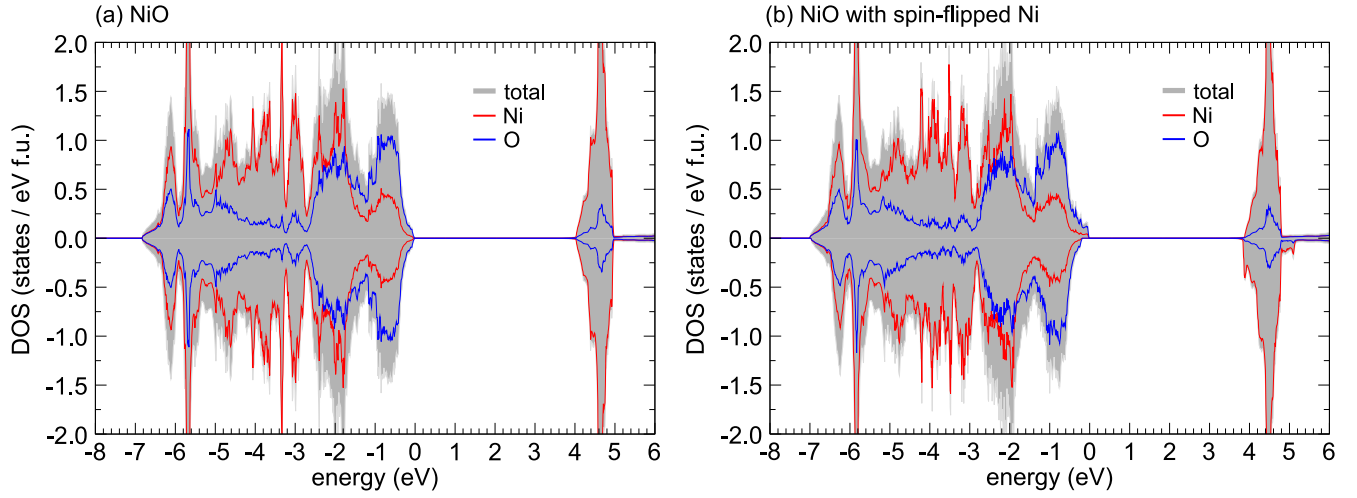 (a) NiO
2.0
1.5
1.0
0.5
0.0
-0.5
-1.0
-1.5
-2.0
DOS (states / eV f.u.)
total
Ni
O
-8 -7 -6 -5 -4 -3 -2 -1 0 1 2 3 4 5 6
energy (eV)
(b) NiO with spin-flipped Ni
2.0
1.5
1.0
0.5
0.0
-0.5
-1.0
-1.5
-2.0
DOS (states / eV f.u.)
total
Ni
O
-8 -7 -6 -5 -4 -3 -2 -1 0 1 2 3 4 5 6
energy (eV)